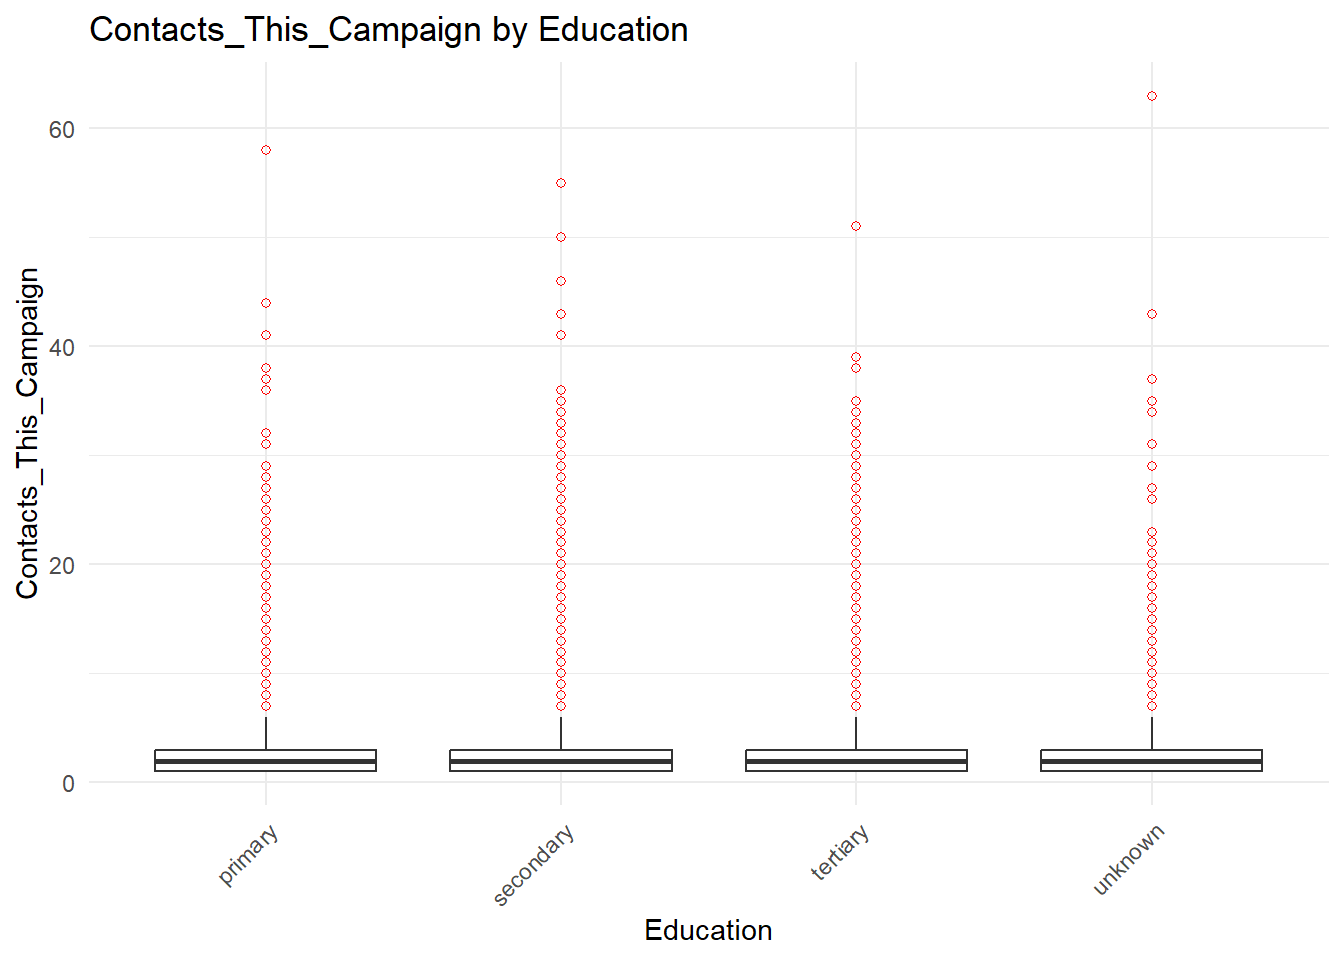 Contacts_This_Campaign by Education
Contacts_This_Campaign
60
40
20
0
primary
secondary
tertiary
unknown
Education